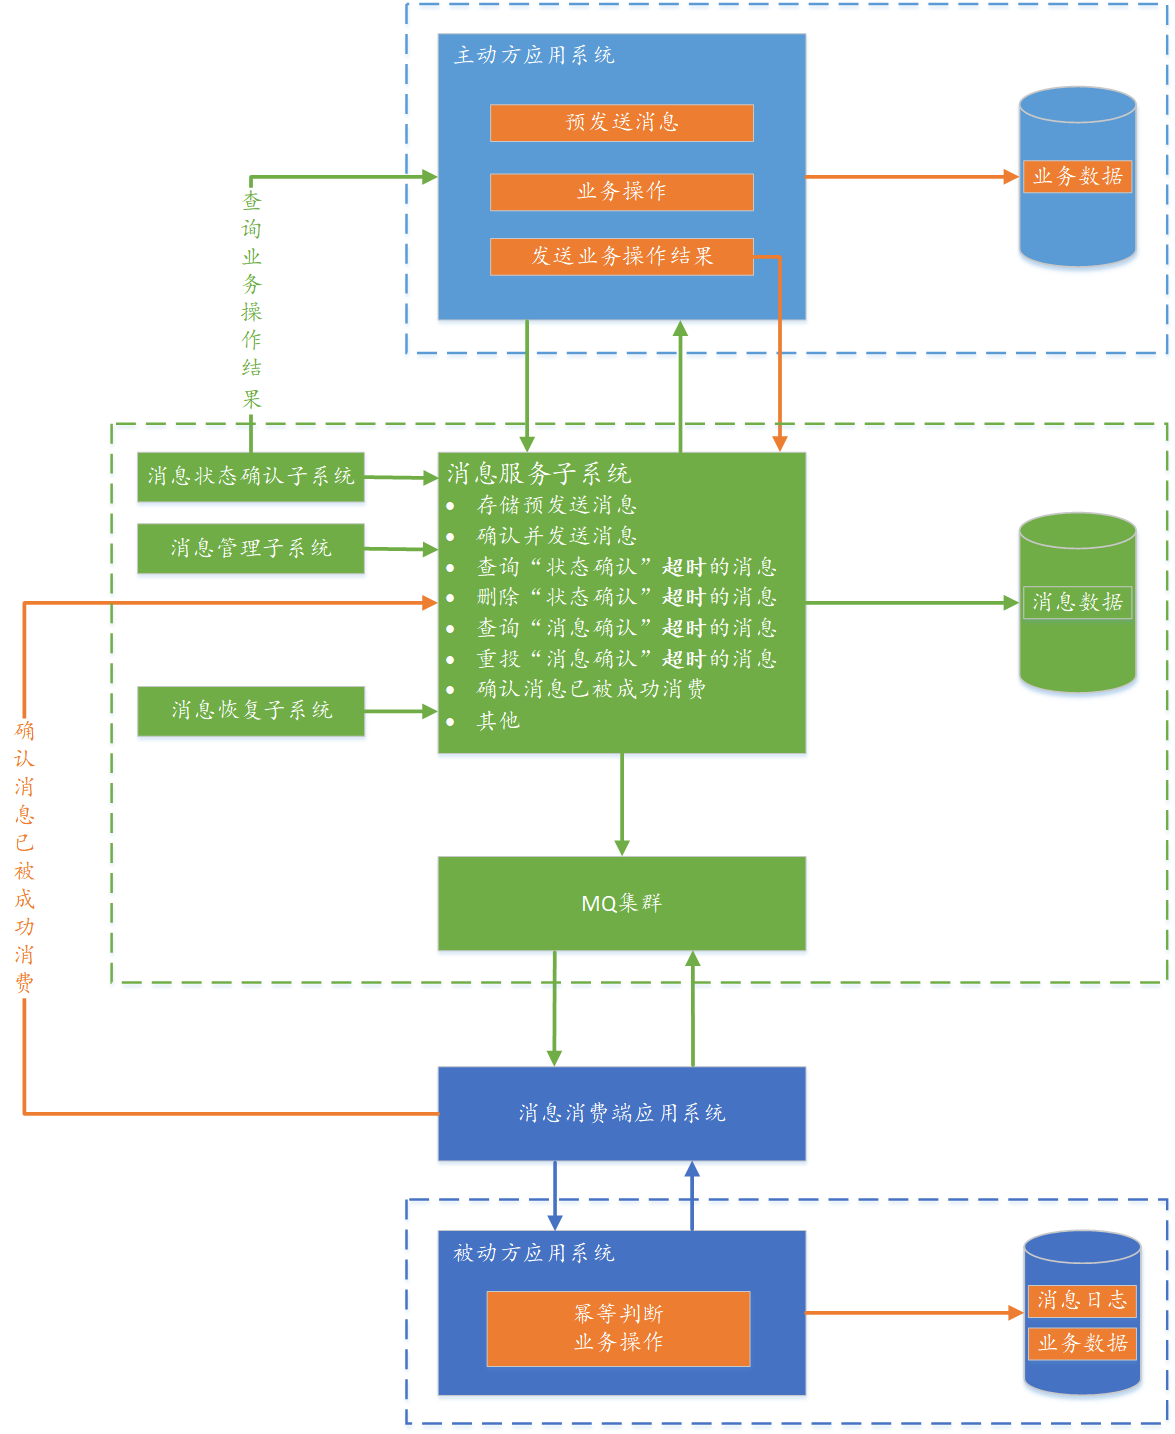 主动方应用系统
预发送消息
业务操作
发送业务操作结果
业务数据
查询业务操作结果
消息状态确认子系统
消息管理子系统
消息恢复子系统
消息服务子系统
• 存储预发送消息
• 确认并发送消息
• 查询“状态确认”超时的消息
• 删除“状态确认”超时的消息
• 查询“消息确认”超时的消息
• 重投“消息确认”超时的消息
• 确认消息已被成功消费
• 其他
消息数据
确认消息已被成功消费
MQ集群
消息消费端应用系统
被动方应用系统
幂等判断
业务操作
消息日志
业务数据